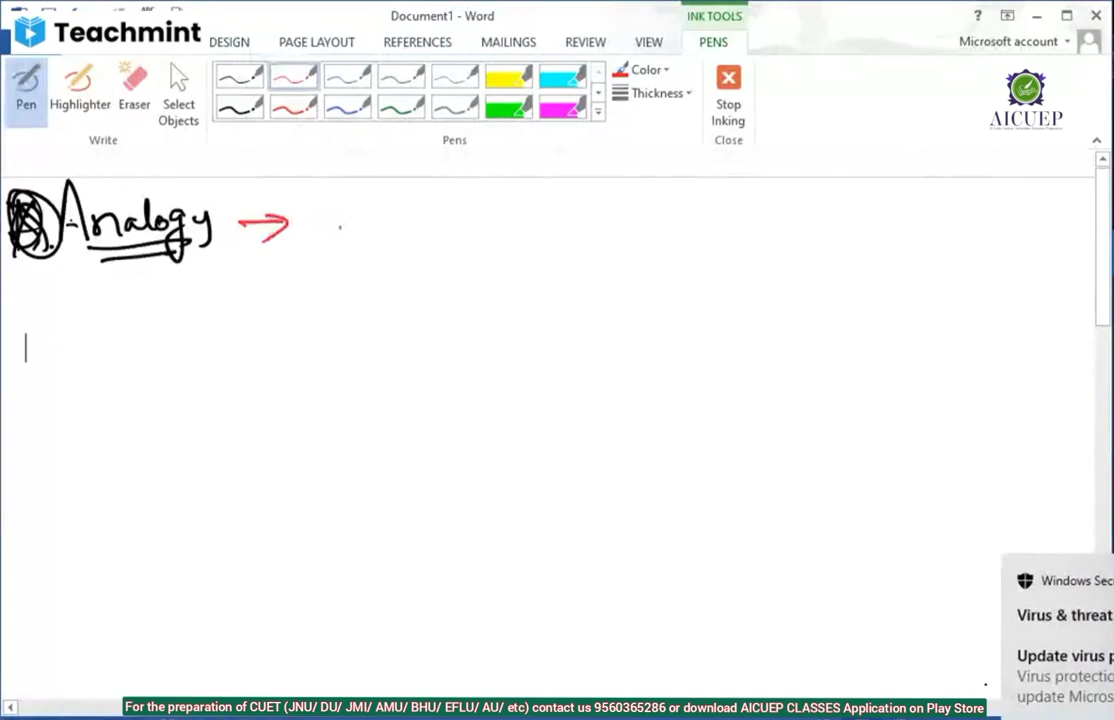 Document1 - Word
INK TOOLS
Teachmint
DESIGN
PAGE LAYOUT
REFERENCES
MAILINGS
REVIEW
VIEW
PENS
Microsoft account
Pen
Highlighter
Eraser
Select Objects
Color
Thickness
Stop Inking
Write
Pens
Close
AICUEP
Analogy →
Windows Sec
Virus & threat
Update virus p
Virus protectio
update Micros
For the preparation of CUET (JNU/ DU/ JMI/ AMU/ BHU/ EFLU/ AU/ etc) contact us 9560365286 or download AICUEP CLASSES Application on Play Store